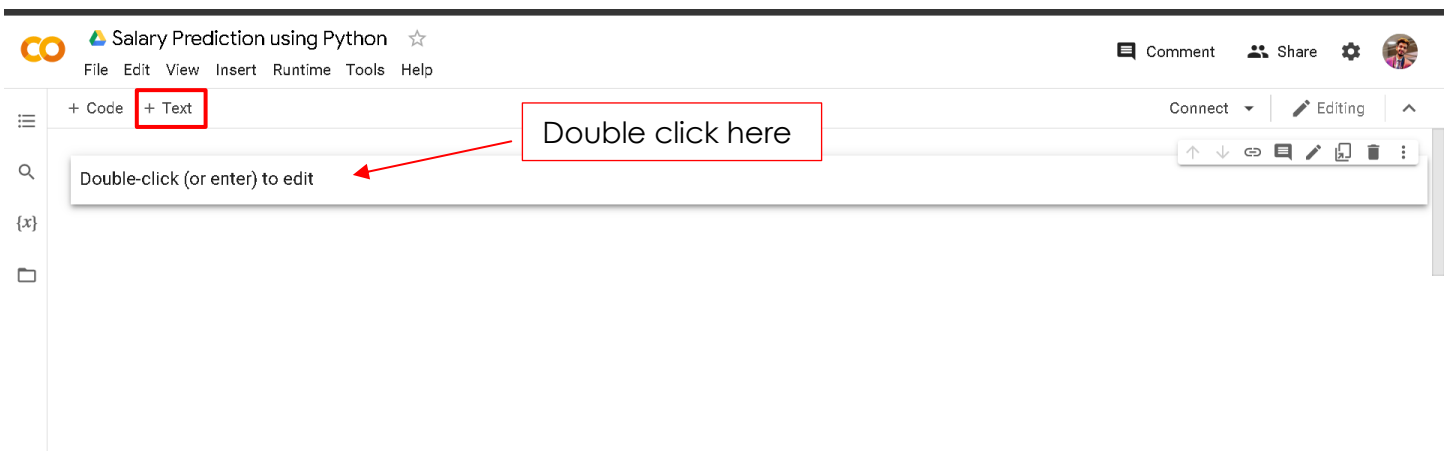 Salary Prediction using Python
Comment Share
File Edit View Insert Runtime Tools Help
+ Code + Text
Connect Editing
Double click here
Double-click (or enter) to edit
{x}